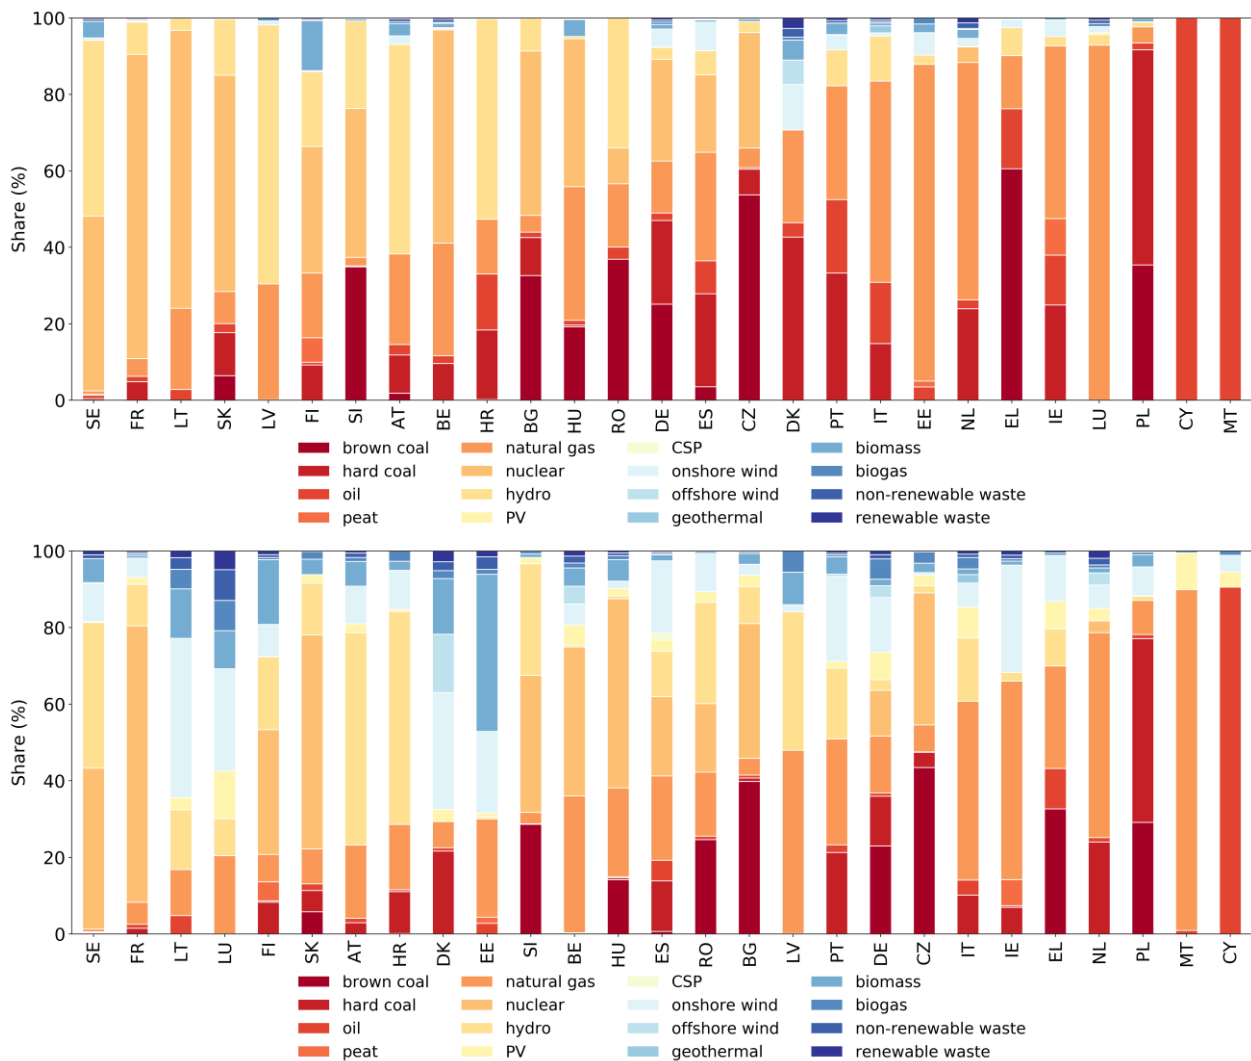 100
80
60
40
20
0
Share (%)
SE FR LT SK LV FI SI AT BE HR BG HU RO DE ES CZ DK PT IT EE NL EL IE LU PL CY MT
brown coal natural gas CSP biomass
hard coal nuclear onshore wind biogas
oil hydro offshore wind non-renewable waste
peat PV geothermal renewable waste
100
80
60
40
20
0
Share (%)
SE FR LT LU FI SK AT HR DK EE SI BE HU ES RO BG LV PT DE CZ IT IE EL NL PL MT CY
brown coal natural gas CSP biomass
hard coal nuclear onshore wind biogas
oil hydro offshore wind non-renewable waste
peat PV geothermal renewable waste